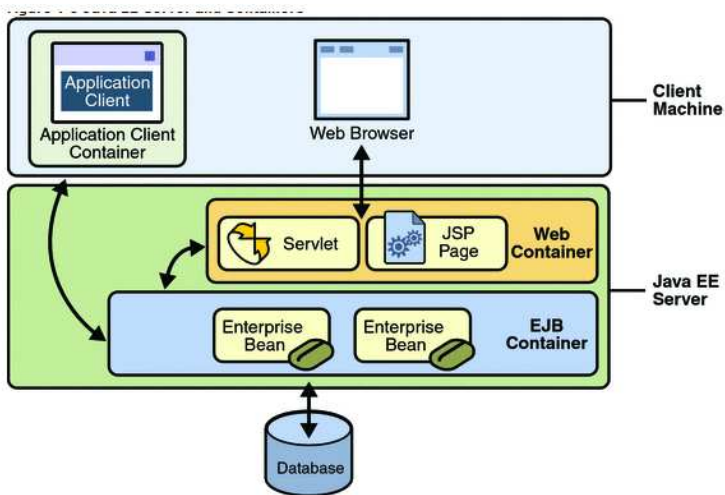 Application
Client
Application Client
Container
Web Browser
Client
Machine
Servlet
JSP
Page
Web
Container
Java EE
Server
Enterprise
Bean
Enterprise
Bean
EJB
Container
Database